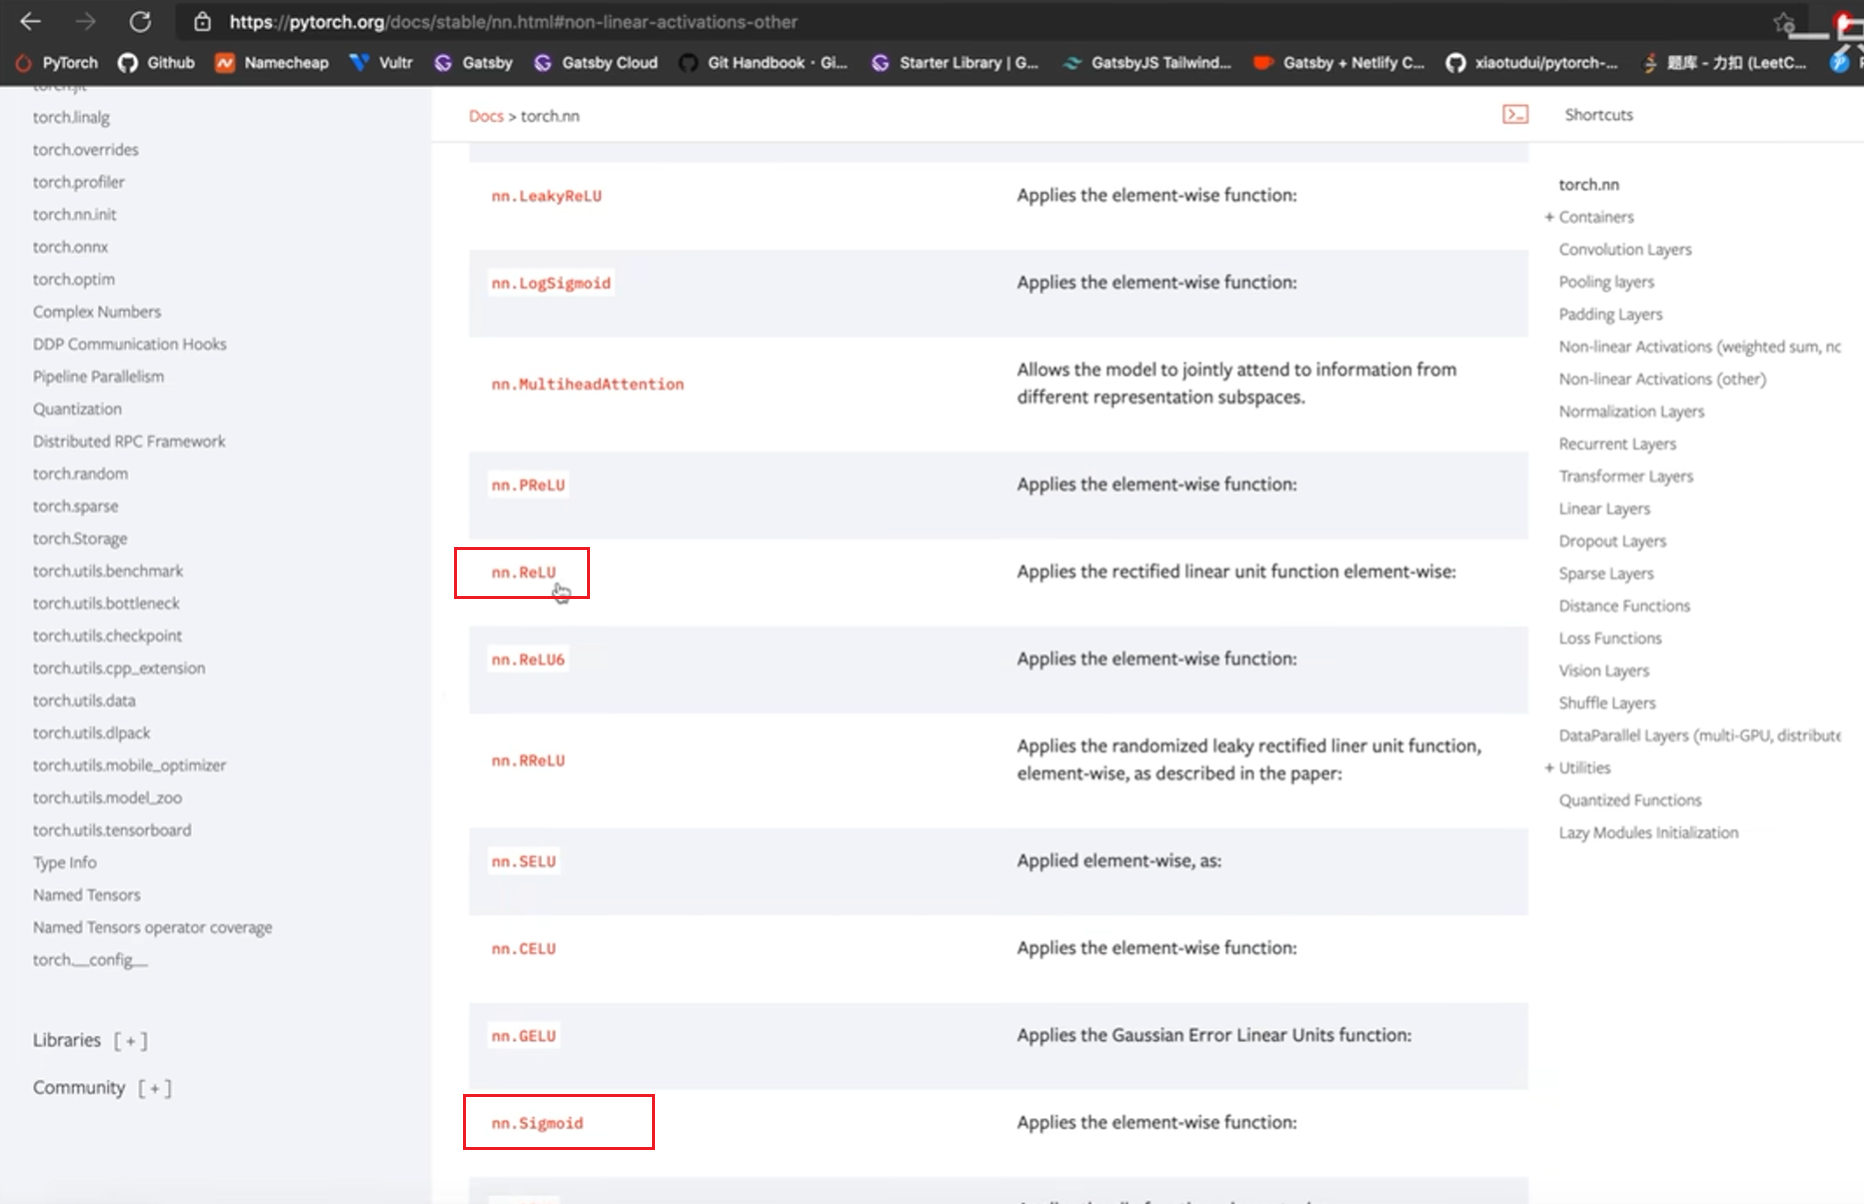 https://pytorch.org/docs/stable/nn.html#non-linear-activations-other
PyTorch
Github
Namecheap
Vultr
Gatsby
Gatsby Cloud
Git Handbook · Gi...
Starter Library | G...
GatsbyJS Tailwind...
Gatsby + Netlify C...
xiaotudui/pytorch-...
题库 - 力扣 (LeetC...
torch.jit
torch.linalg
torch.overrides
torch.profiler
torch.nn.init
torch.onnx
torch.optim
Complex Numbers
DDP Communication Hooks
Pipeline Parallelism
Quantization
Distributed RPC Framework
torch.random
torch.sparse
torch.Storage
torch.utils.benchmark
torch.utils.bottleneck
torch.utils.checkpoint
torch.utils.cpp_extension
torch.utils.data
torch.utils.dlpack
torch.utils.mobile_optimizer
torch.utils.model_zoo
torch.utils.tensorboard
Type Info
Named Tensors
Named Tensors operator coverage
torch.__config__
Libraries [ + ]
Community [ + ]
Docs > torch.nn
nn.LeakyReLU
Applies the element-wise function:
nn.LogSigmoid
Applies the element-wise function:
nn.MultiheadAttention
Allows the model to jointly attend to information from
different representation subspaces.
nn.PReLU
Applies the element-wise function:
nn.ReLU
Applies the rectified linear unit function element-wise:
nn.ReLU6
Applies the element-wise function:
nn.RReLU
Applies the randomized leaky rectified liner unit function,
element-wise, as described in the paper:
nn.SELU
Applied element-wise, as:
nn.CELU
Applies the element-wise function:
nn.GELU
Applies the Gaussian Error Linear Units function:
nn.Sigmoid
Applies the element-wise function:
Shortcuts
torch.nn
+ Containers
Convolution Layers
Pooling layers
Padding Layers
Non-linear Activations (weighted sum, nc
Non-linear Activations (other)
Normalization Layers
Recurrent Layers
Transformer Layers
Linear Layers
Dropout Layers
Sparse Layers
Distance Functions
Loss Functions
Vision Layers
Shuffle Layers
DataParallel Layers (multi-GPU, distribute
+ Utilities
Quantized Functions
Lazy Modules Initialization